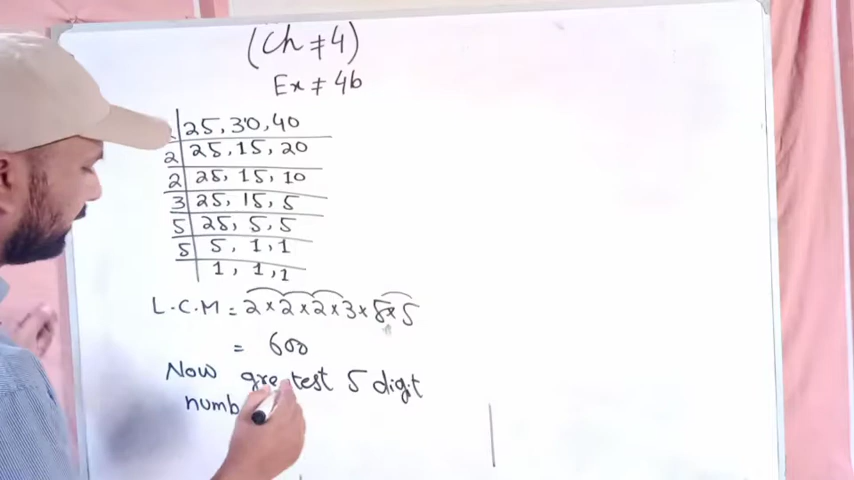 (Ch ≠ 4)
Ex ≠ 4b
25, 30, 40
2 25, 15, 20
2 25, 15, 10
3 25, 15, 5
5 25, 5, 5
5 5, 1, 1
1, 1, 1
L.C.M = 2 × 2 × 2 × 3 × 5 × 5
= 600
Now greatest 5 digit
numb